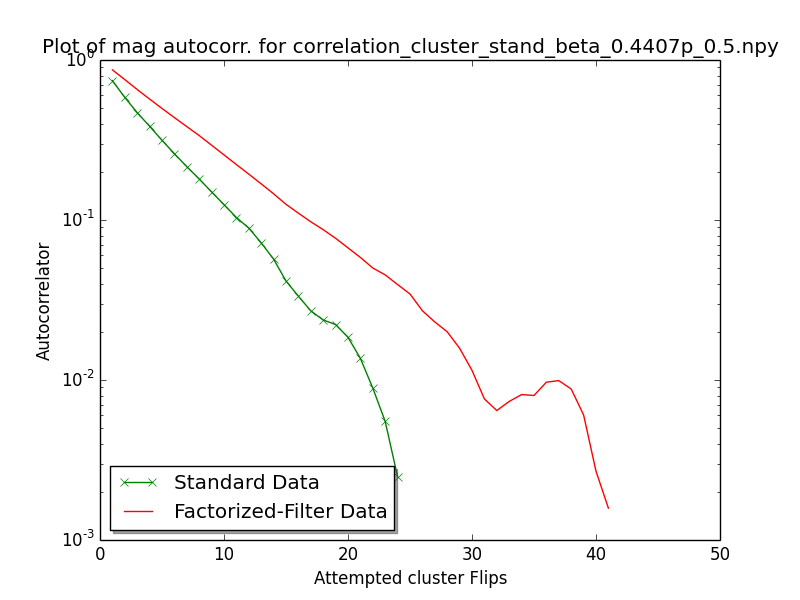 Plot of mag autocorr. for correlation_cluster_stand_beta_0.4407p_0.5.npy
10^0
10^-1
10^-2
10^-3
Autocorrelator
Standard Data
Factorized-Filter Data
0 10 20 30 40 50
Attempted cluster Flips